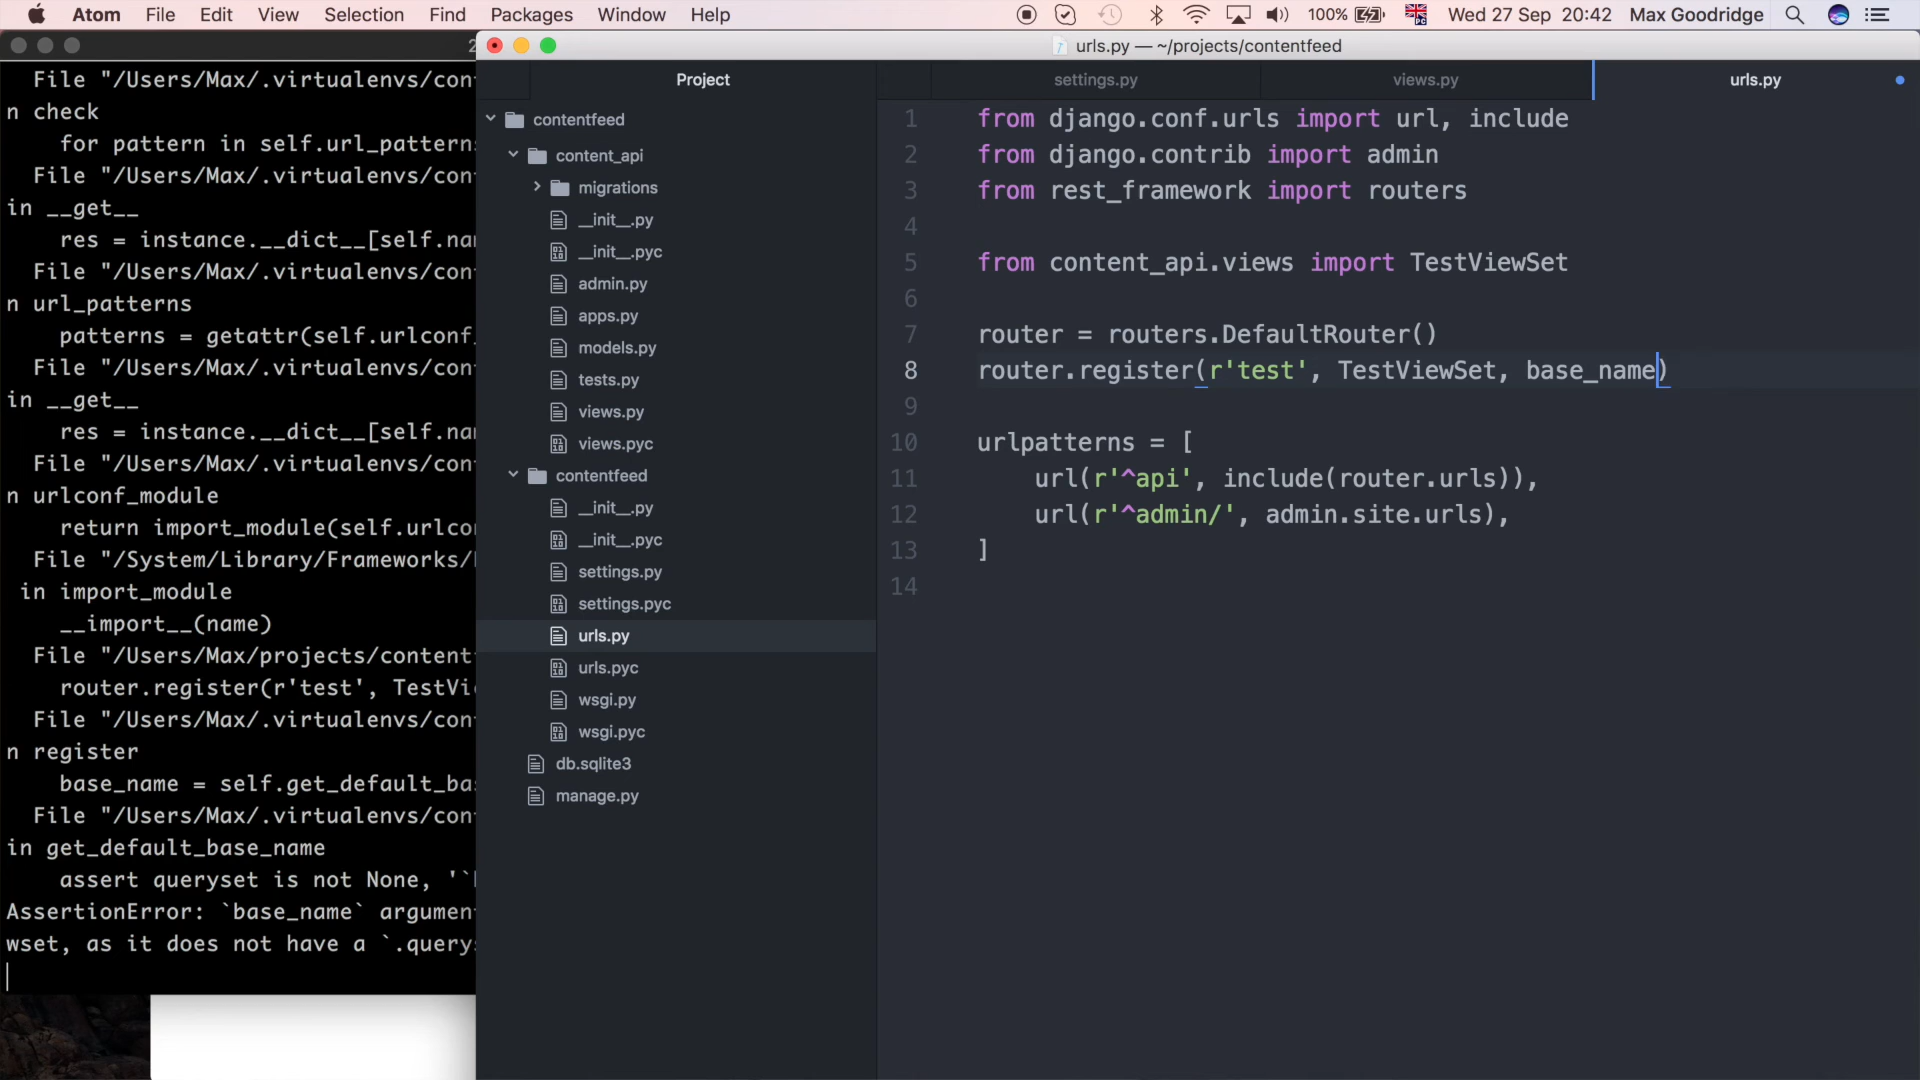 Atom File Edit View Selection Find Packages Window Help 100% Wed 27 Sep 20:42 Max Goodridge
2
urls.py — ~/projects/contentfeed
File "/Users/Max/.virtualenvs/con
n check
for pattern in self.url_patterns
File "/Users/Max/.virtualenvs/con
in __get__
res = instance.__dict__[self.nam
File "/Users/Max/.virtualenvs/con
n url_patterns
patterns = getattr(self.urlconf_
File "/Users/Max/.virtualenvs/con
in __get__
res = instance.__dict__[self.nam
File "/Users/Max/.virtualenvs/con
n urlconf_module
return import_module(self.urlcon
File "/System/Library/Frameworks/
in import_module
__import__(name)
File "/Users/Max/projects/content
router.register(r'test', TestVie
File "/Users/Max/.virtualenvs/con
n register
base_name = self.get_default_bas
File "/Users/Max/.virtualenvs/con
in get_default_base_name
assert queryset is not None, '`b
AssertionError: `base_name` argumen
wset, as it does not have a `.querys
Project
contentfeed
content_api
migrations
__init__.py
__init__.pyc
admin.py
apps.py
models.py
tests.py
views.py
views.pyc
contentfeed
__init__.py
__init__.pyc
settings.py
settings.pyc
urls.py
urls.pyc
wsgi.py
wsgi.pyc
db.sqlite3
manage.py
settings.py views.py urls.py
1 from django.conf.urls import url, include
2 from django.contrib import admin
3 from rest_framework import routers
4
5 from content_api.views import TestViewSet
6
7 router = routers.DefaultRouter()
8 router.register(r'test', TestViewSet, base_name)
9
10 urlpatterns = [
11 url(r'^api', include(router.urls)),
12 url(r'^admin/', admin.site.urls),
13 ]
14